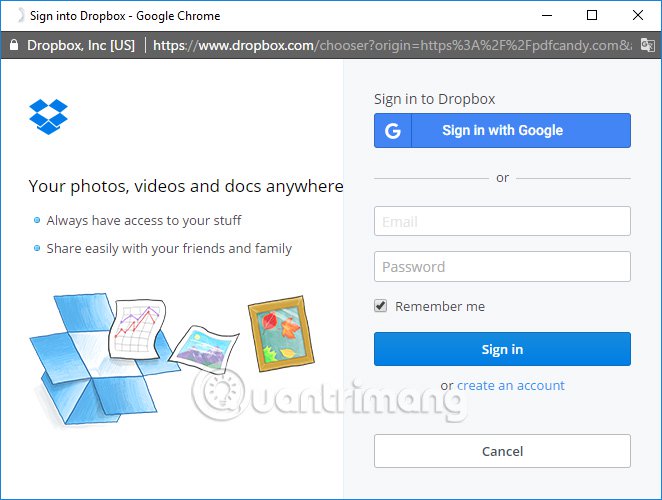 Sign into Dropbox - Google Chrome
Dropbox, Inc [US] https://www.dropbox.com/chooser?origin=https%3A%2F%2Fpdfcandy.com&
Your photos, videos and docs anywhere
Always have access to your stuff
Share easily with your friends and family
Sign in to Dropbox
G Sign in with Google
or
Email
Password
Remember me
Sign in
or create an account
Cancel
Quantrimang